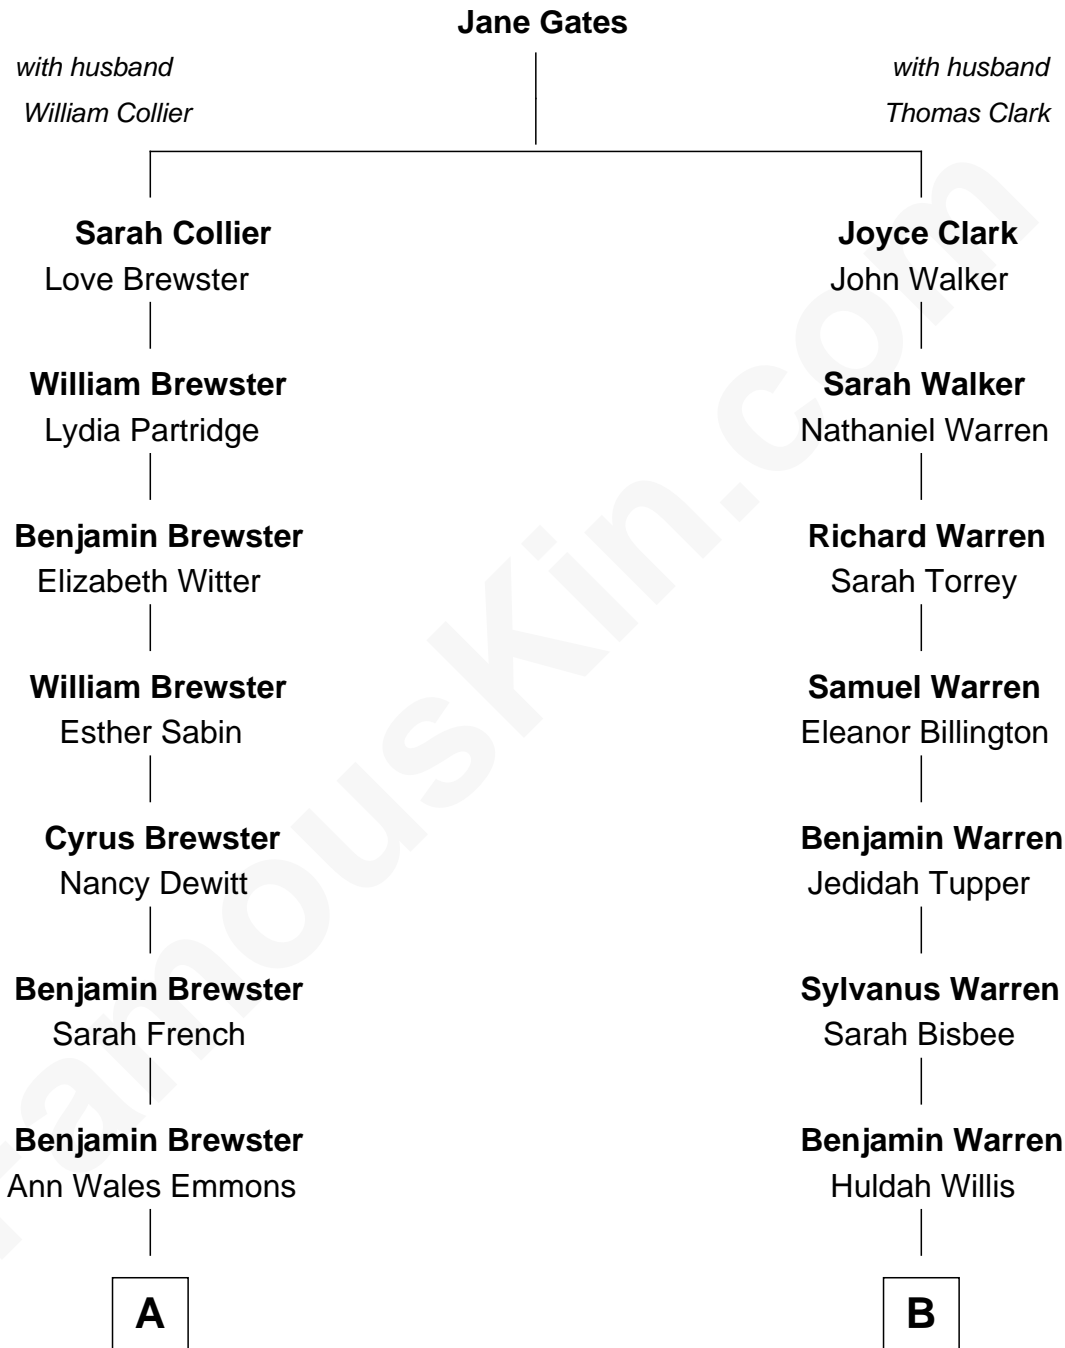 Jane Gates
with husband
William Collier
with husband
Thomas Clark
Sarah Collier
Love Brewster
Joyce Clark
John Walker
William Brewster
Lydia Partridge
Sarah Walker
Nathaniel Warren
Benjamin Brewster
Elizabeth Witter
Richard Warren
Sarah Torrey
William Brewster
Esther Sabin
Samuel Warren
Eleanor Billington
Cyrus Brewster
Nancy Dewitt
Benjamin Warren
Jedidah Tupper
Benjamin Brewster
Sarah French
Sylvanus Warren
Sarah Bisbee
Benjamin Brewster
Ann Wales Emmons
Benjamin Warren
Huldah Willis
A
B
FamousKin.com